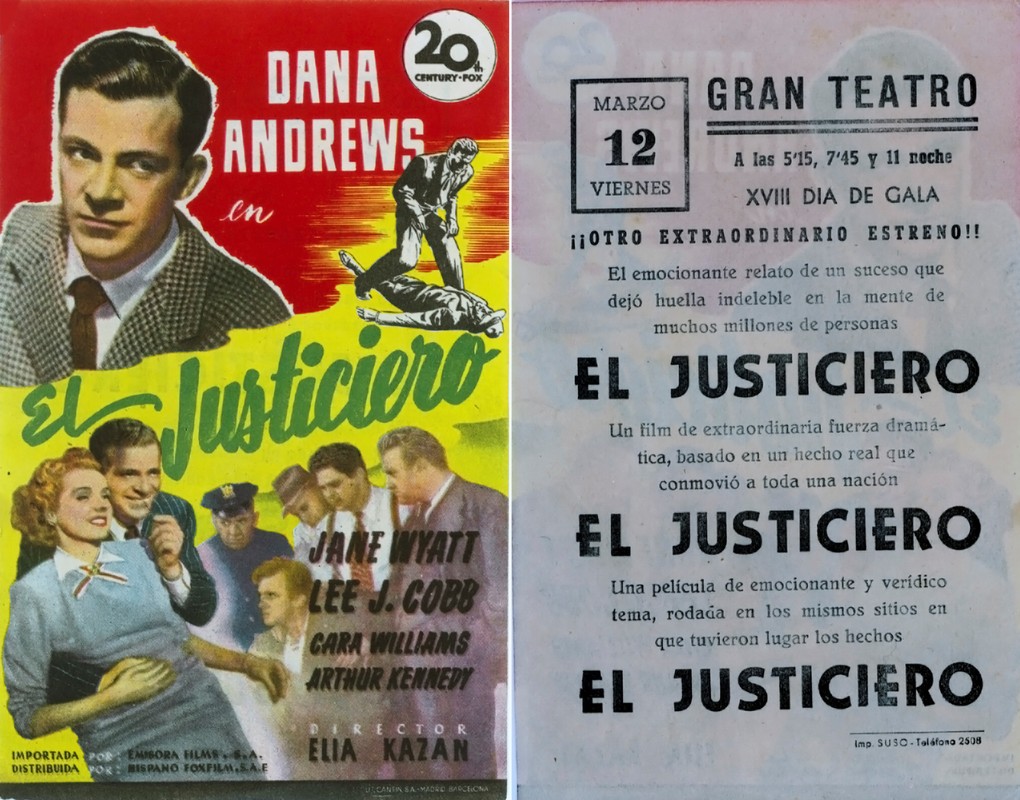 DANA
ANDREWS
en
20th
CENTURY-FOX
El Justiciero
JANE WYATT
LEE J. COBB
CARA WILLIAMS
ARTHUR KENNEDY
DIRECTOR
ELIA KAZAN
IMPORTADA POR: EMISORA FILMS, S.A.
DISTRIBUIDA POR: HISPANO FOXFILM, S.A.E
MADRID BARCELONA
MARZO
12
VIERNES
GRAN TEATRO
A las 5'15, 7'45 y 11 noche
XVIII DIA DE GALA
¡¡OTRO EXTRAORDINARIO ESTRENO!!
El emocionante relato de un suceso que
dejó huella indeleble en la mente de
muchos millones de personas
EL JUSTICIERO
Un film de extraordinaria fuerza dramá-
tica, basado en un hecho real que
conmovió a toda una nación
EL JUSTICIERO
Una película de emocionante y verídico
tema, rodada en los mismos sitios en
que tuvieron lugar los hechos
EL JUSTICIERO
Imp. SUSO - Teléfono 2508